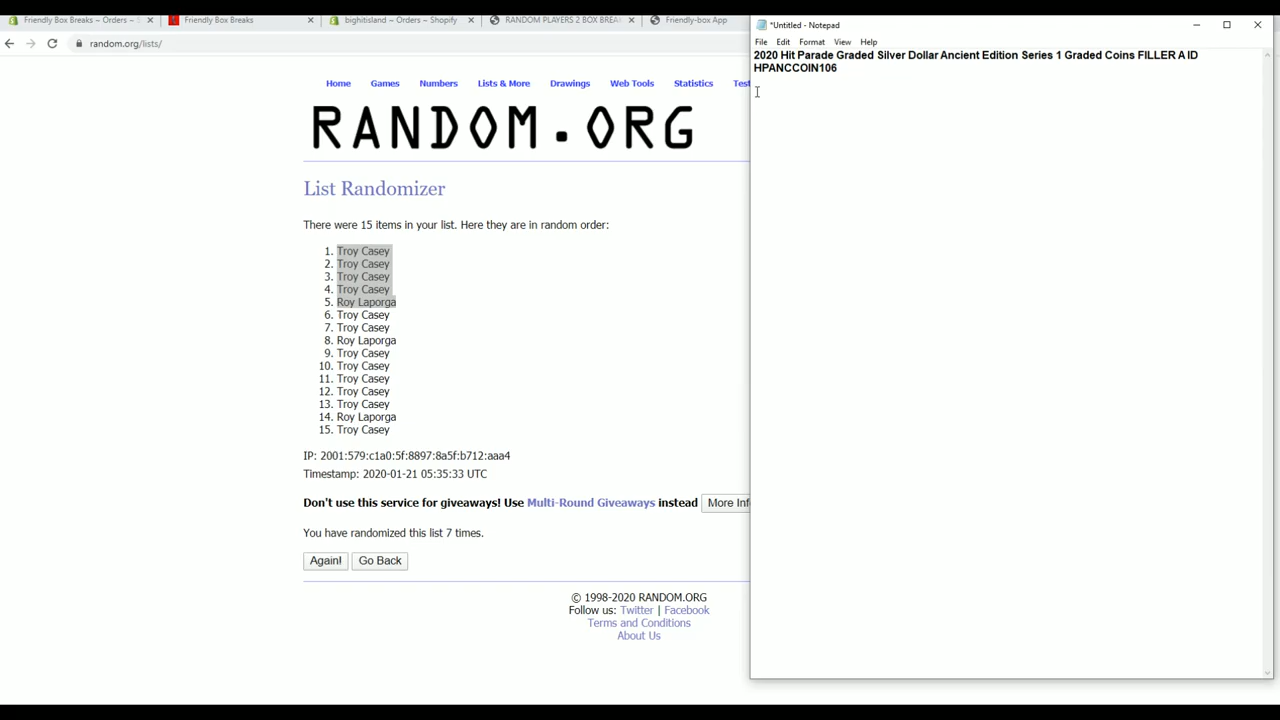 Friendly Box Breaks ~ Orders ~
Friendly Box Breaks
bighitisland ~ Orders ~ Shopify
RANDOM PLAYERS 2 BOX BREA
Friendly-box App
random.org/lists/
Home Games Numbers Lists & More Drawings Web Tools Statistics Test
RANDOM.ORG
List Randomizer
There were 15 items in your list. Here they are in random order:
1. Troy Casey
2. Troy Casey
3. Troy Casey
4. Troy Casey
5. Roy Laporga
6. Troy Casey
7. Troy Casey
8. Roy Laporga
9. Troy Casey
10. Troy Casey
11. Troy Casey
12. Troy Casey
13. Troy Casey
14. Roy Laporga
15. Troy Casey
IP: 2001:579:c1a0:5f:8897:8a5f:b712:aaa4
Timestamp: 2020-01-21 05:35:33 UTC
Don't use this service for giveaways! Use Multi-Round Giveaways instead More Inf
You have randomized this list 7 times.
Again! Go Back
© 1998-2020 RANDOM.ORG
Follow us: Twitter | Facebook
Terms and Conditions
About Us
*Untitled - Notepad
File Edit Format View Help
2020 Hit Parade Graded Silver Dollar Ancient Edition Series 1 Graded Coins FILLER A ID
HPANCCOIN106